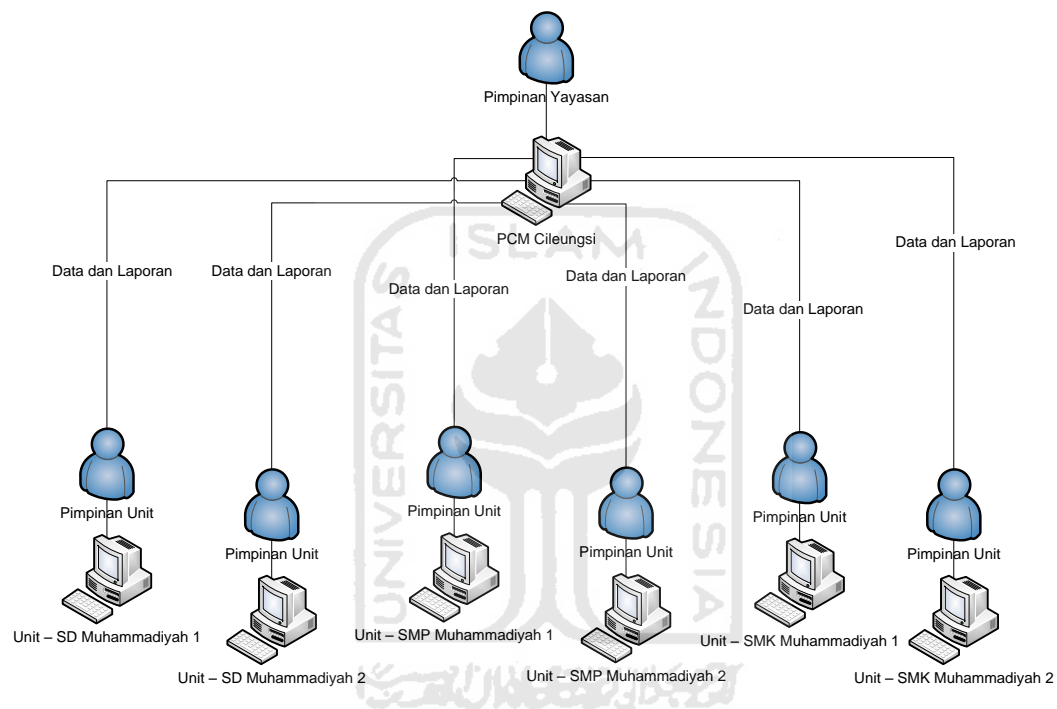 Pimpinan Yayasan
PCM Cileungsi
Data dan Laporan
Data dan Laporan
Data dan Laporan
Data dan Laporan
Data dan Laporan
Data dan Laporan
Pimpinan Unit
Pimpinan Unit
Pimpinan Unit
Pimpinan Unit
Pimpinan Unit
Pimpinan Unit
Unit – SD Muhammadiyah 1
Unit – SD Muhammadiyah 2
Unit – SMP Muhammadiyah 1
Unit – SMP Muhammadiyah 2
Unit – SMK Muhammadiyah 1
Unit – SMK Muhammadiyah 2
UNIVERSITAS
ISLAM
INDONESIA